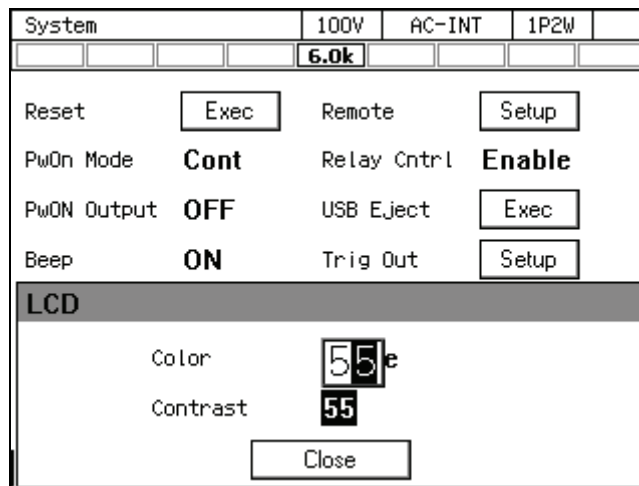 System 100V AC-INT 1P2W
6.0k
Reset Exec Remote Setup
PwOn Mode Cont Relay Cntrl Enable
PwON Output OFF USB Eject Exec
Beep ON Trig Out Setup
LCD
Color 55e
Contrast 55
Close